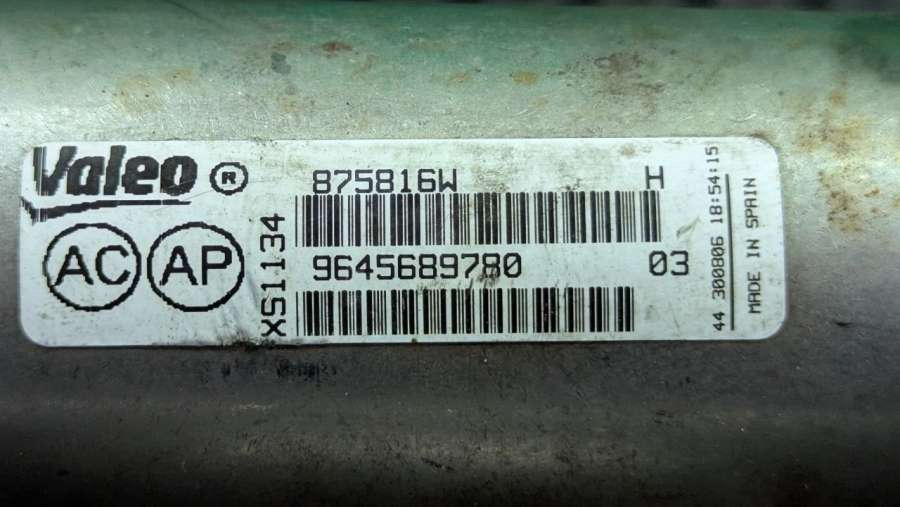 Valeo ®
AC AP
XS1134
875816W H
9645689780 03
44 300806 18:54:15
MADE IN SPAIN